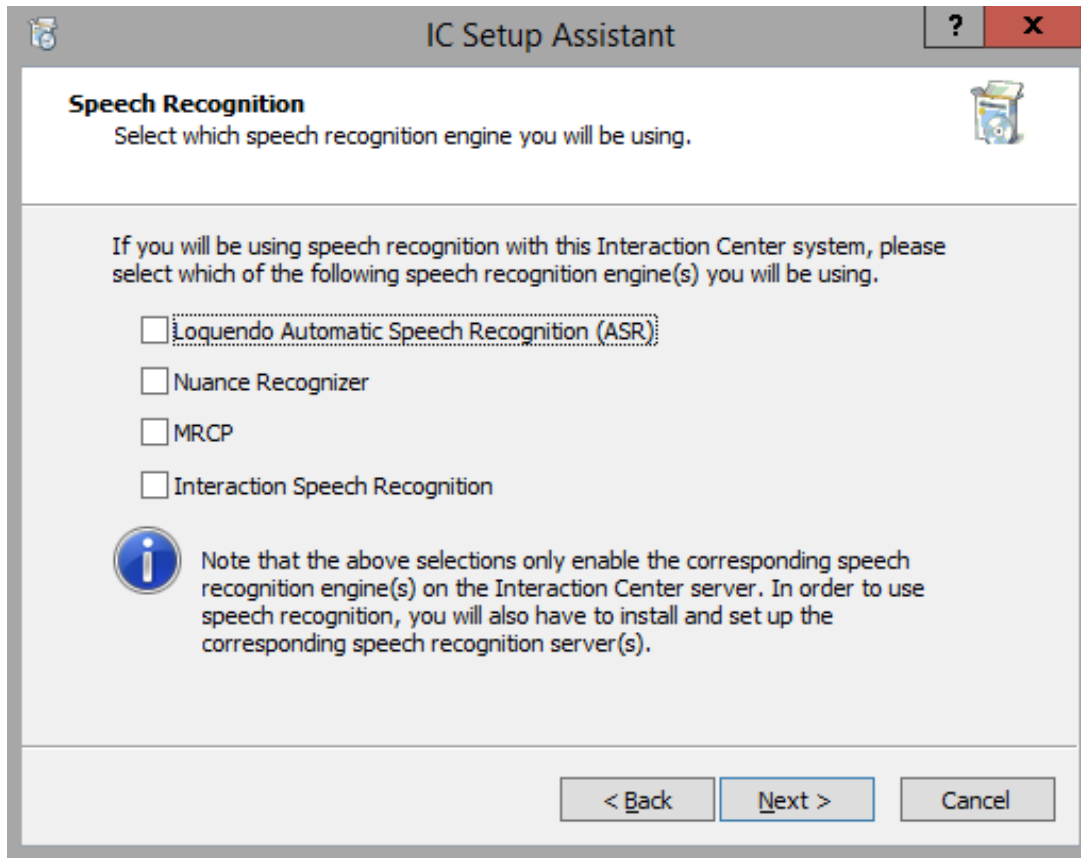 IC Setup Assistant
? x
Speech Recognition
Select which speech recognition engine you will be using.
If you will be using speech recognition with this Interaction Center system, please
select which of the following speech recognition engine(s) you will be using.
Loquendo Automatic Speech Recognition (ASR)
Nuance Recognizer
MRCP
Interaction Speech Recognition
Note that the above selections only enable the corresponding speech
recognition engine(s) on the Interaction Center server. In order to use
speech recognition, you will also have to install and set up the
corresponding speech recognition server(s).
< Back Next > Cancel